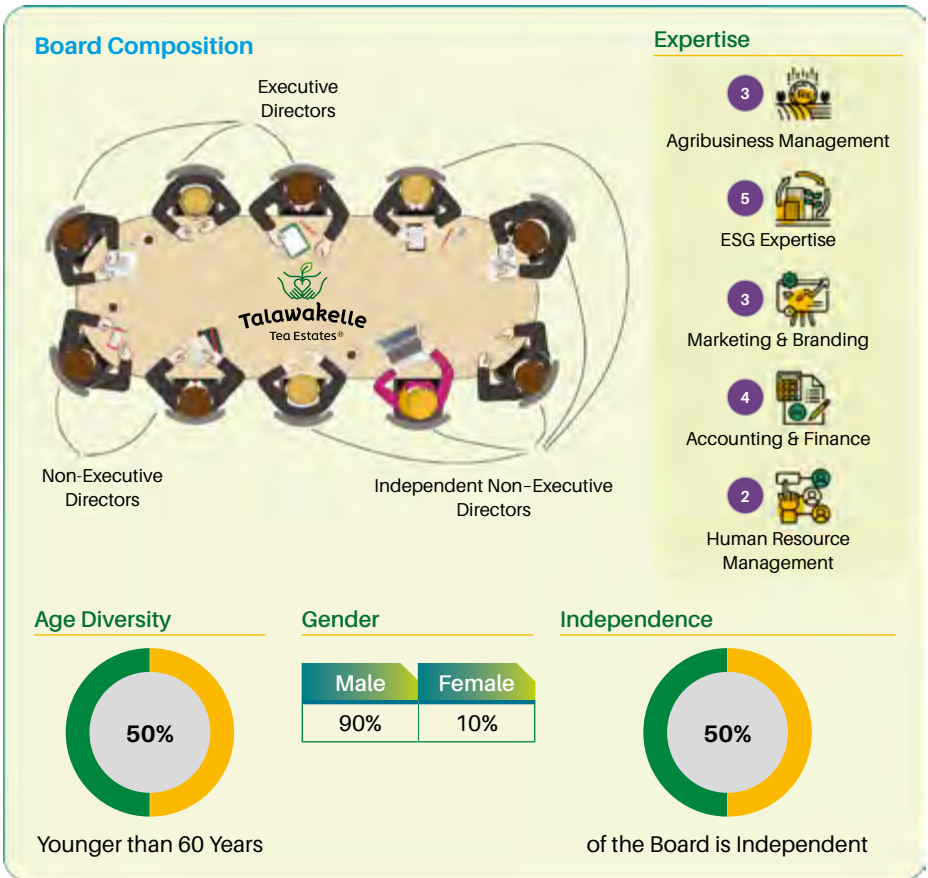 Board Composition
Executive
Directors
Talawakelle
Tea Estates®
Non-Executive
Directors
Independent Non-Executive
Directors
Expertise
3
Agribusiness Management
5
ESG Expertise
3
Marketing & Branding
4
Accounting & Finance
2
Human Resource
Management
Age Diversity
50%
Younger than 60 Years
Gender
Male Female
90% 10%
Independence
50%
of the Board is Independent